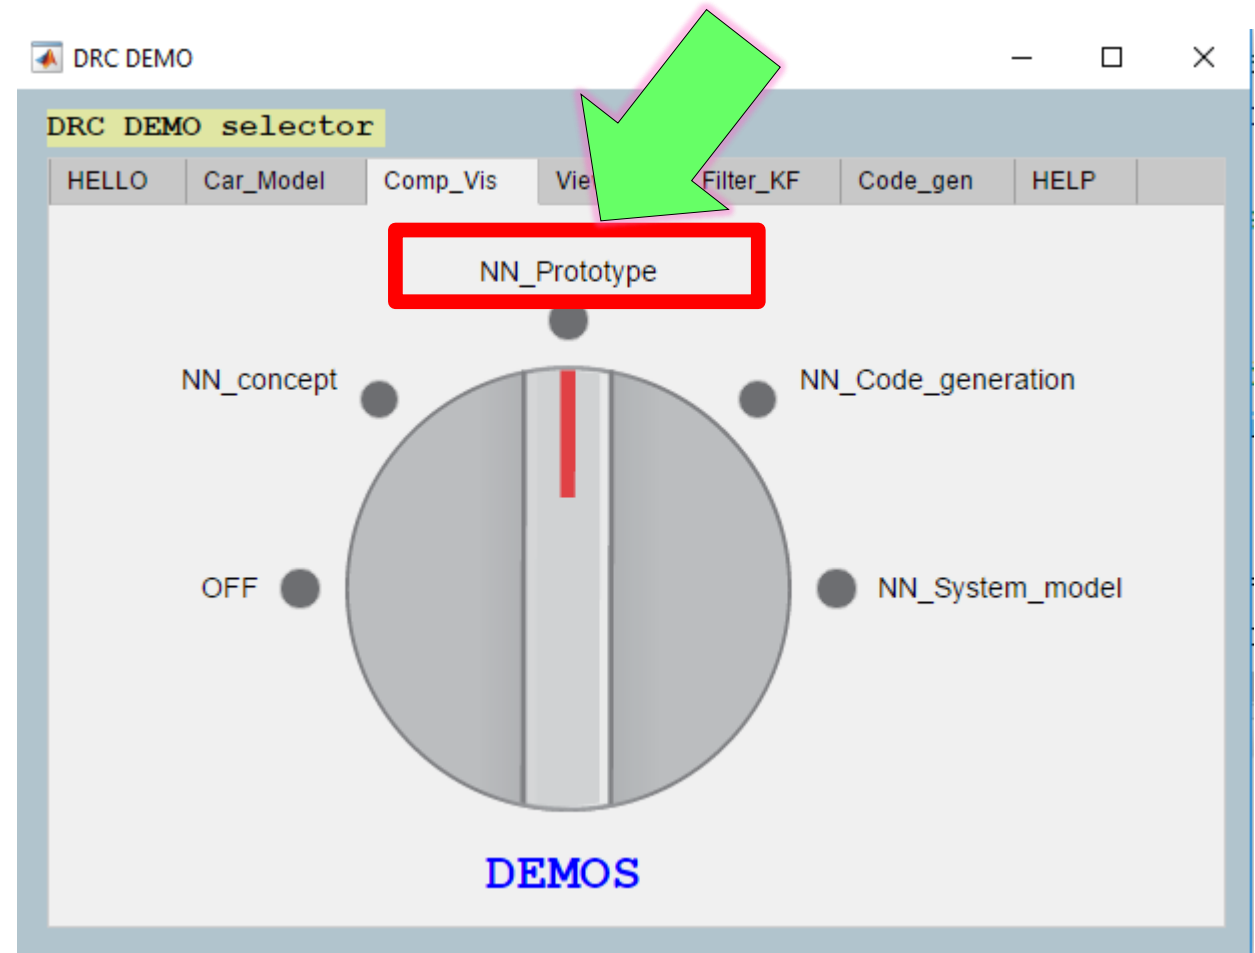 DRC DEMO
DRC DEMO selector
HELLO Car_Model Comp_Vis Filter_KF Code_gen HELP
NN_Prototype
NN_concept NN_Code_generation
OFF NN_System_model
DEMOS